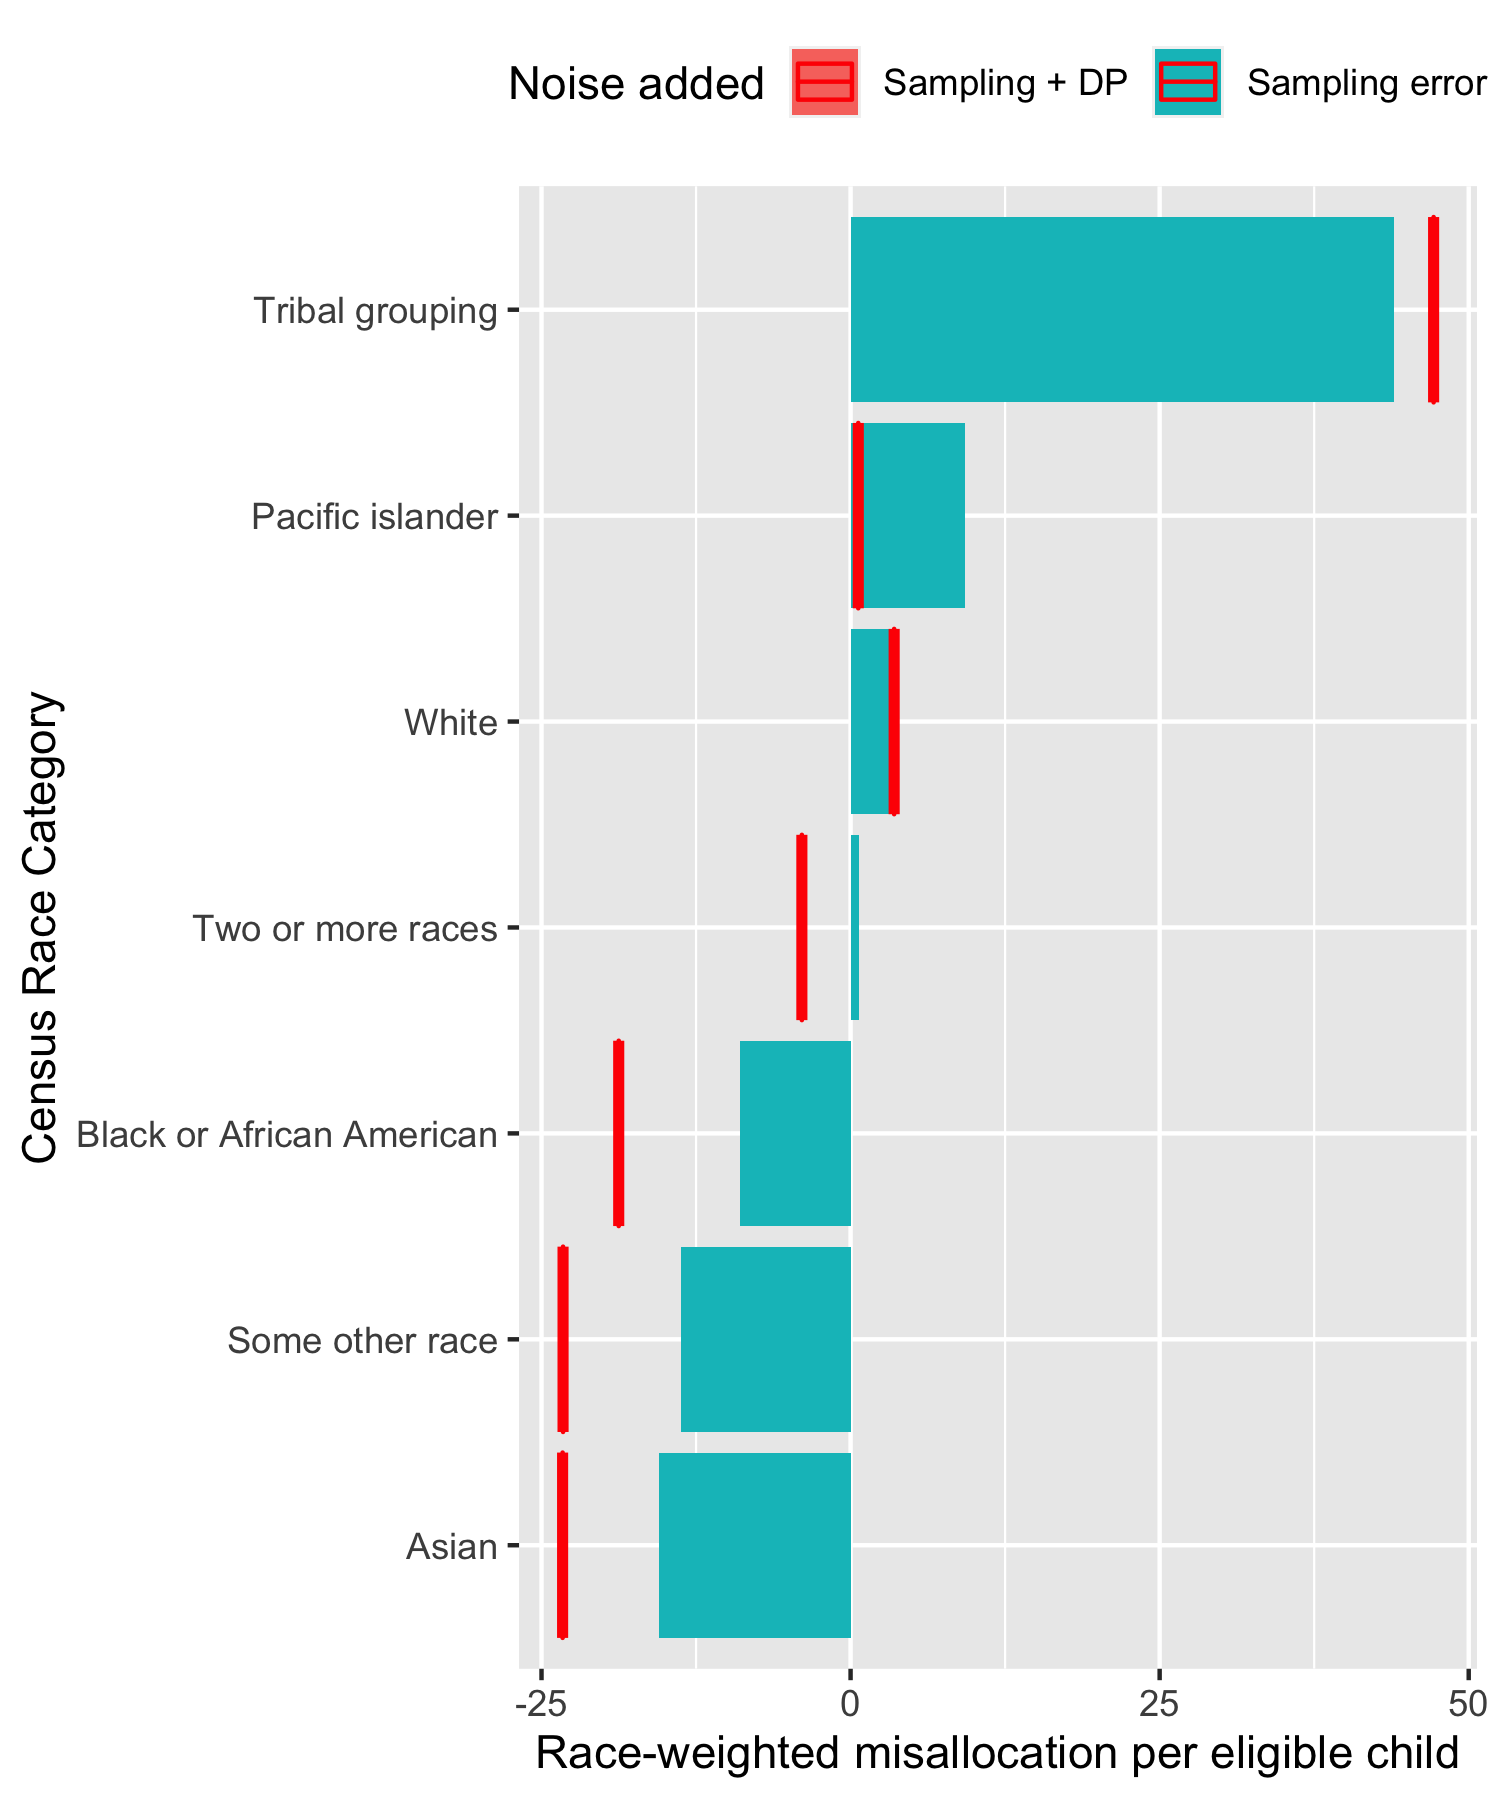 Noise added Sampling + DP Sampling error
Tribal grouping
Pacific islander
White
Two or more races
Black or African American
Some other race
Asian
Census Race Category
-25 0 25 50
Race-weighted misallocation per eligible child